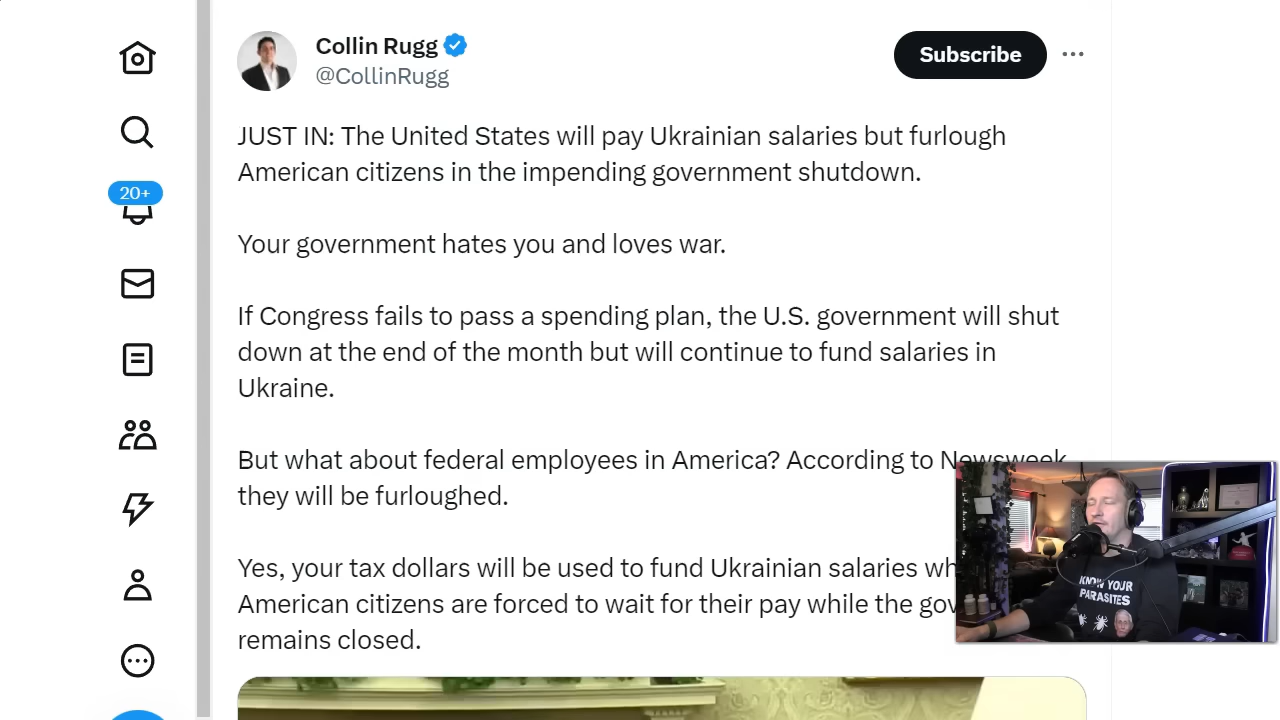 Collin Rugg
@CollinRugg
Subscribe
JUST IN: The United States will pay Ukrainian salaries but furlough
American citizens in the impending government shutdown.
20+
Your government hates you and loves war.
If Congress fails to pass a spending plan, the U.S. government will shut
down at the end of the month but will continue to fund salaries in
Ukraine.
But what about federal employees in America? According to Newsweek
they will be furloughed.
Yes, your tax dollars will be used to fund Ukrainian salaries wh
American citizens are forced to wait for their pay while the gov
remains closed.
KNOW YOUR
PARASITES